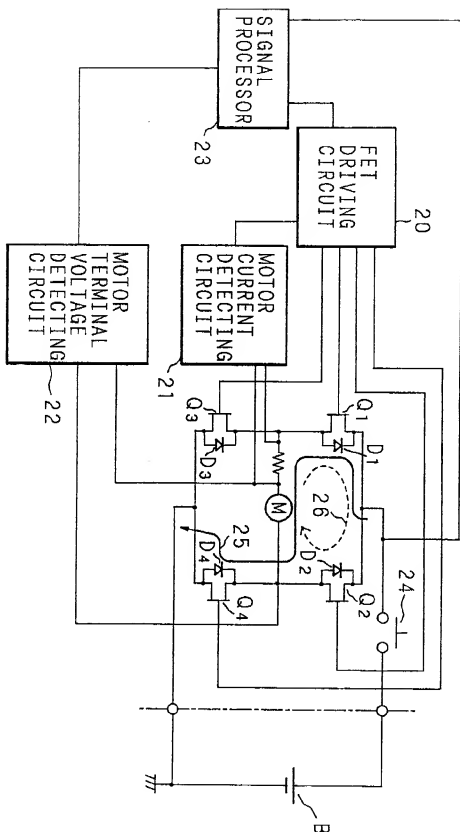 SIGNAL
PROCESSOR
23
FET
DRIVING
CIRCUIT
20
MOTOR
TERMINAL
VOLTAGE
DETECTING
CIRCUIT
22
MOTOR
CURRENT
DETECTING
CIRCUIT
21
Q3
D3
Q1
D1
M
26
25
D4
Q4
D2
Q2
24
B